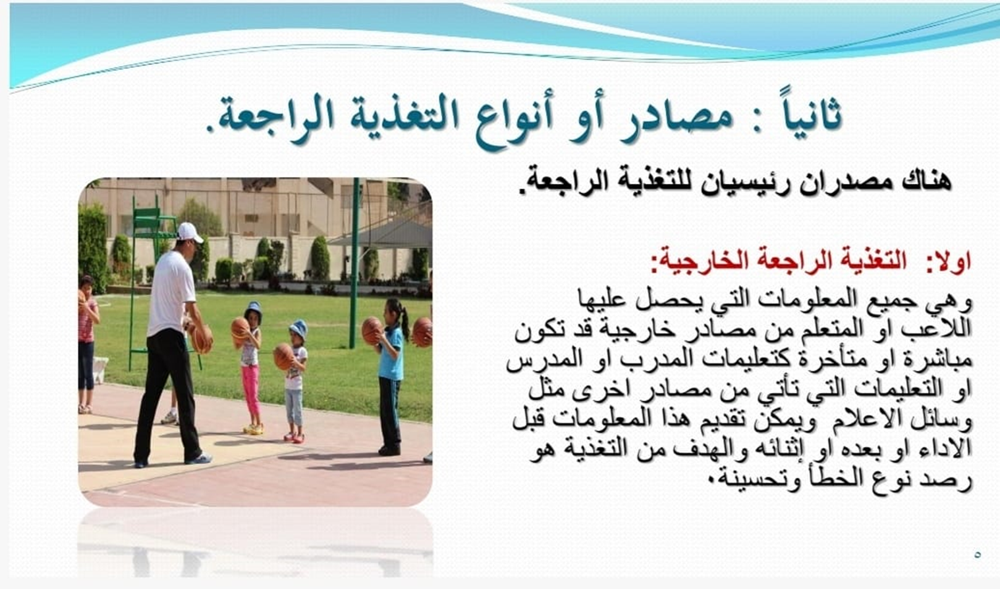 ثانياً : مصادر أو أنواع التغذية الراجعة.
هناك مصدران رئيسيان للتغذية الراجعة.
اولا: التغذية الراجعة الخارجية:
وهي جميع المعلومات التي يحصل عليها
اللاعب او المتعلم من مصادر خارجية قد تكون
مباشرة او متأخرة كتعليمات المدرب او المدرس
او التعليمات التي تأتي من مصادر اخرى مثل
وسائل الاعلام ويمكن تقديم هذا المعلومات قبل
الاداء او بعده او إثنائه والهدف من التغذية هو
رصد نوع الخطأ وتحسينة٠
٥